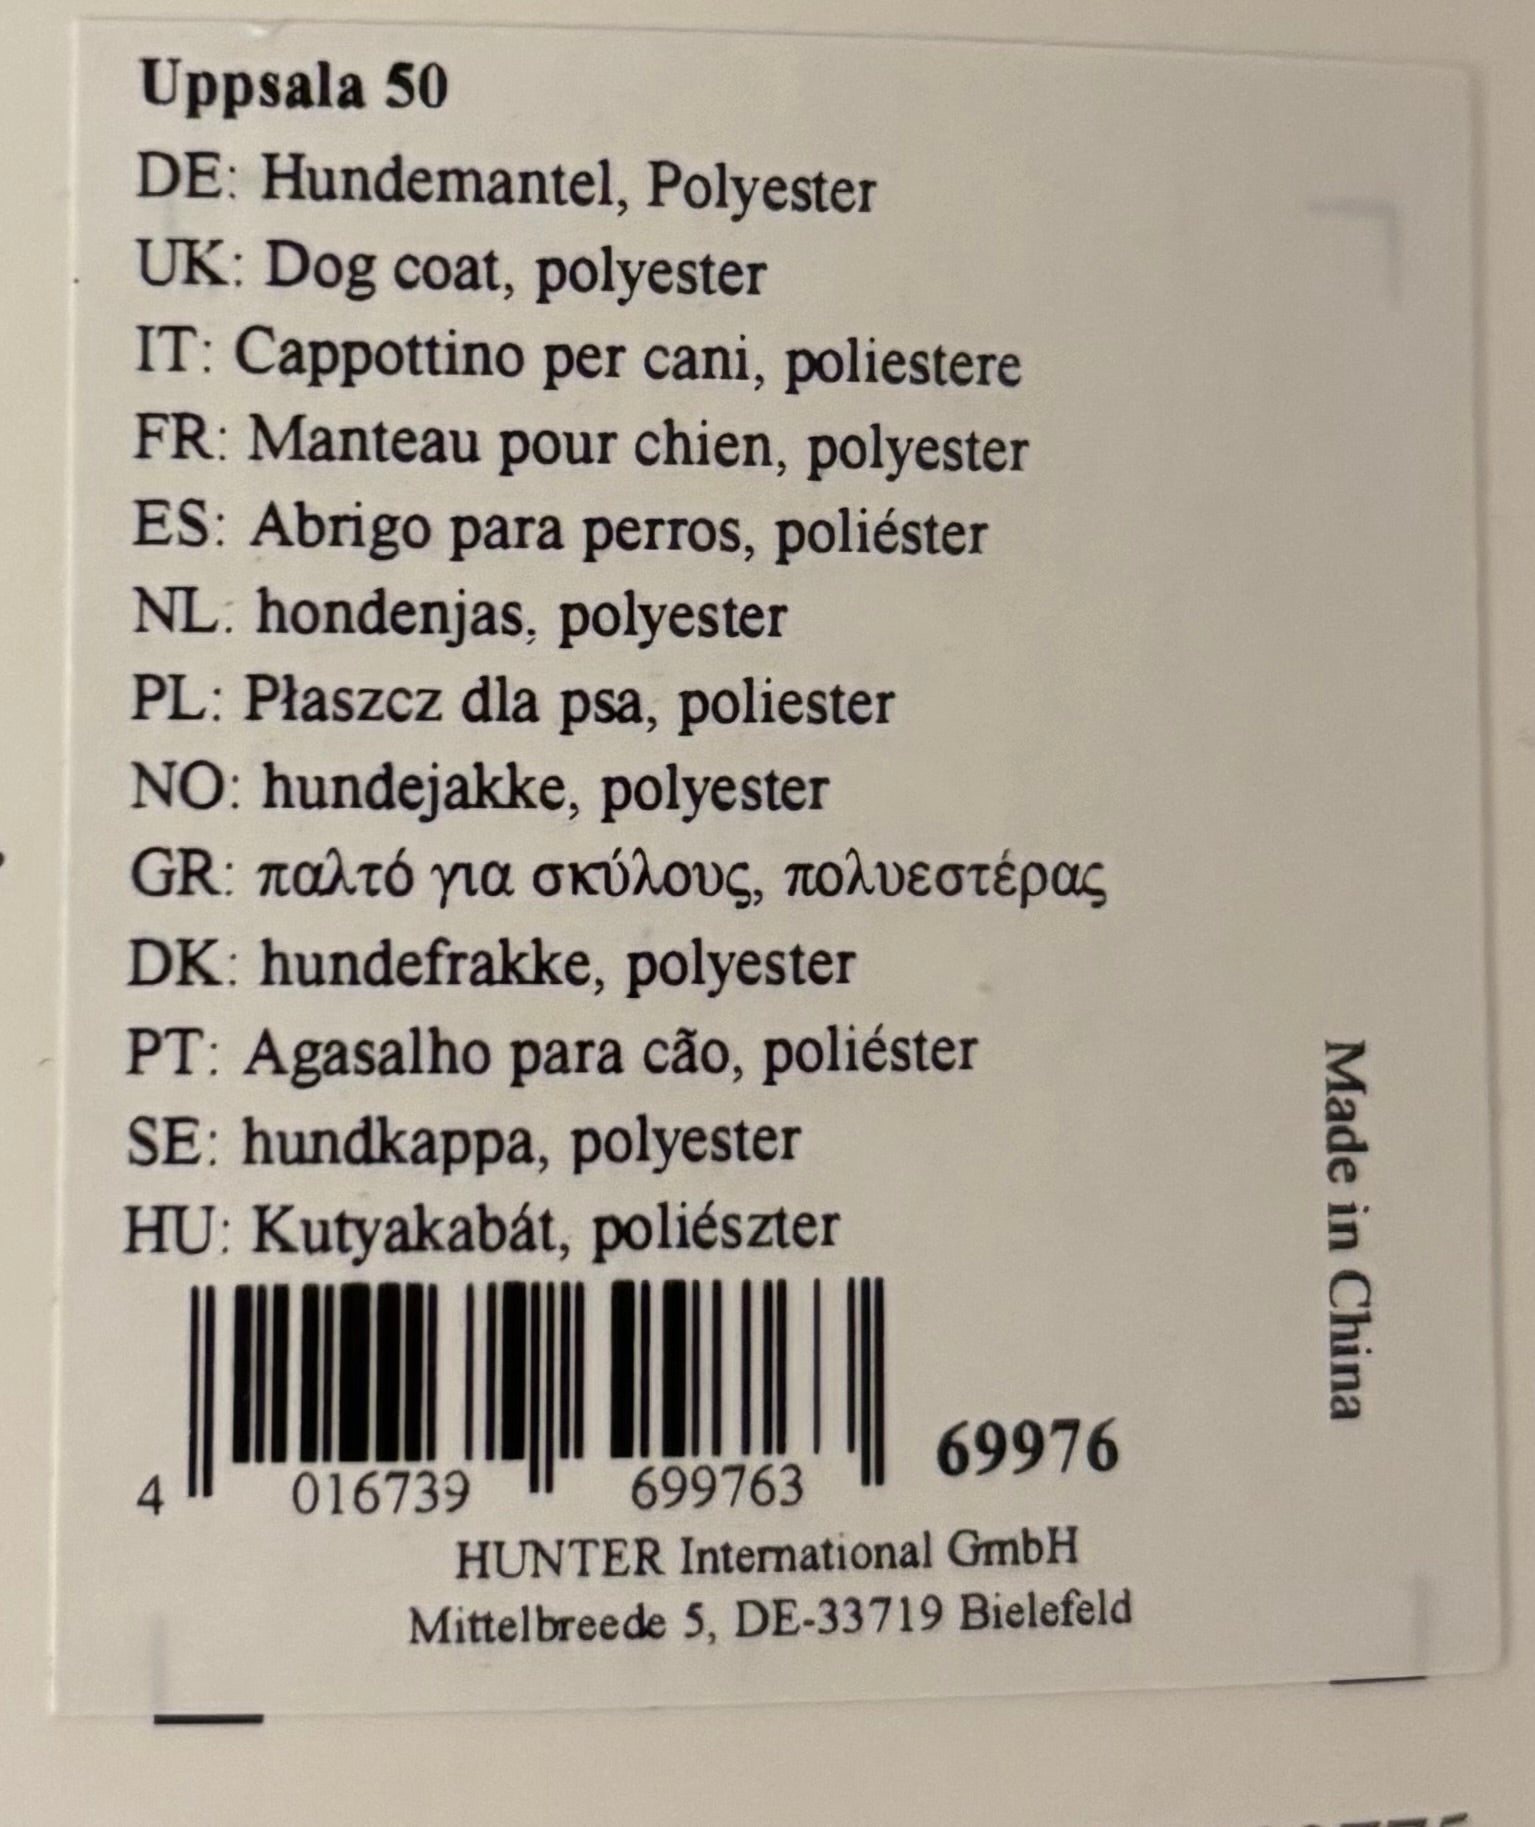 Uppsala 50
DE: Hundemantel, Polyester
UK: Dog coat, polyester
IT: Cappottino per cani, poliestere
FR: Manteau pour chien, polyester
ES: Abrigo para perros, poliéster
NL: hondenjas, polyester
PL: Płaszcz dla psa, poliester
NO: hundejakke, polyester
GR: παλτό για σκύλους, πολυεστέρας
DK: hundefrakke, polyester
PT: Agasalho para cão, poliéster
SE: hundkappa, polyester
HU: Kutyakabát, poliészter
Made in China
4 016739 699763
69976
HUNTER International GmbH
Mittelbreede 5, DE-33719 Bielefeld